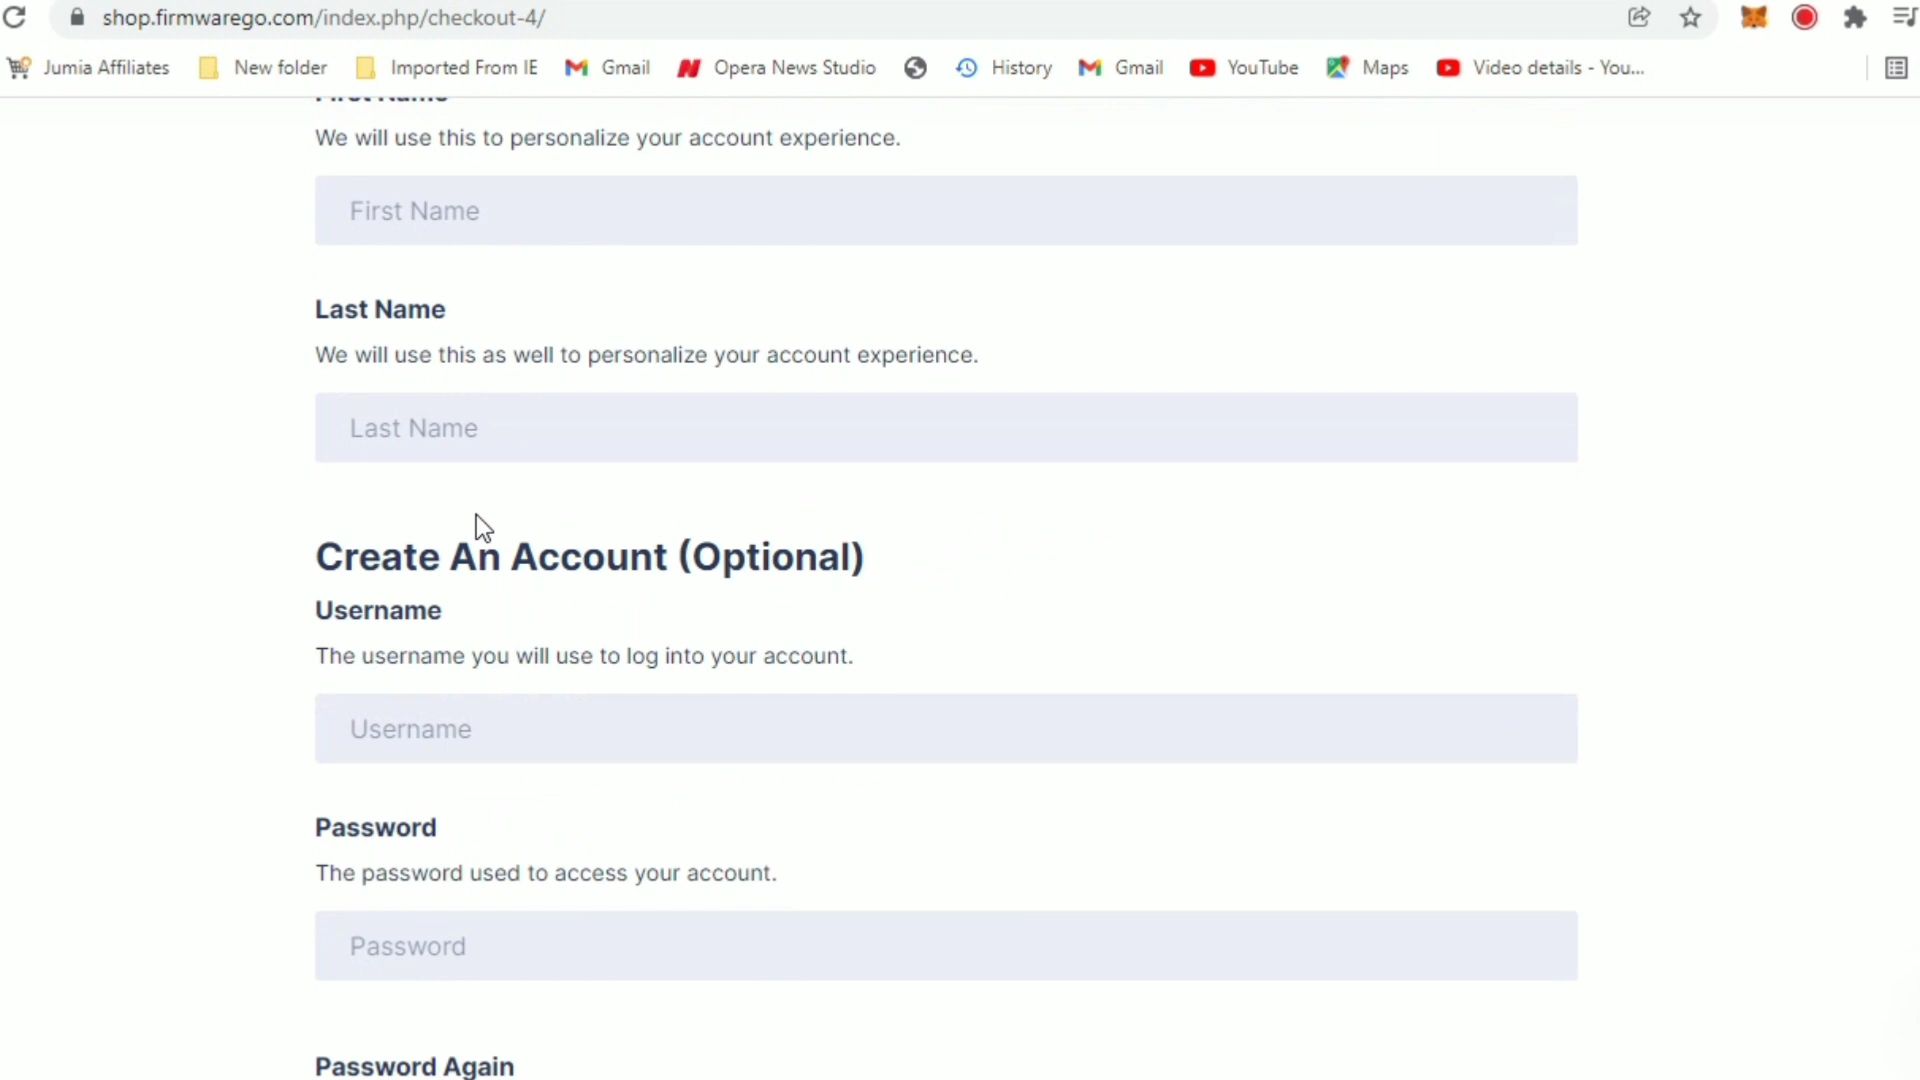 shop.firmwarego.com/index.php/checkout-4/
Jumia Affiliates New folder Imported From IE Gmail Opera News Studio History Gmail YouTube Maps Video details - You...
First Name
We will use this to personalize your account experience.
First Name
Last Name
We will use this as well to personalize your account experience.
Last Name
Create An Account (Optional)
Username
The username you will use to log into your account.
Username
Password
The password used to access your account.
Password
Password Again